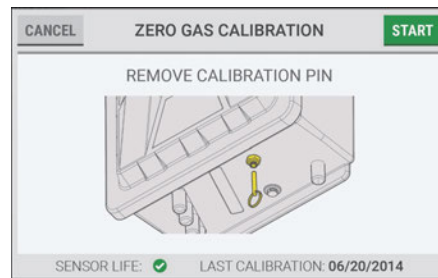 CANCEL ZERO GAS CALIBRATION START
REMOVE CALIBRATION PIN
SENSOR LIFE: LAST CALIBRATION: 06/20/2014